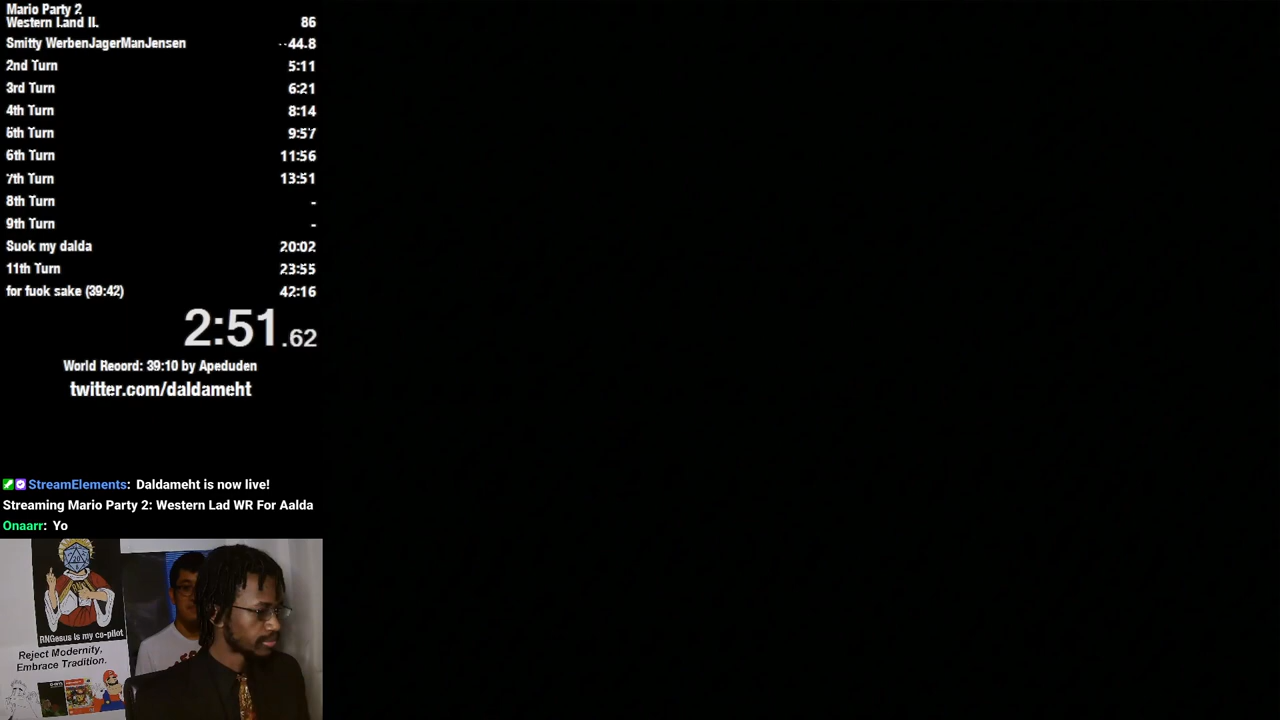 Mario Party 2
Western Land II.
86
Smitty WerbenJagerManJensen
-44.8
2nd Turn
5:11
3rd Turn
6:21
4th Turn
8:14
5th Turn
9:57
6th Turn
11:56
7th Turn
13:51
8th Turn
-
9th Turn
-
Suok my dalda
20:02
11th Turn
23:55
for fuok sake (39:42)
42:16
2:51.62
World Reoord: 39:10 by Apeduden
twitter.com/daldameht
StreamElements: Daldameht is now live!
Streaming Mario Party 2: Western Lad WR For Aalda
Onaarr: Yo
RNGesus is my co-pilot
Reject Modernity,
Embrace Tradition.